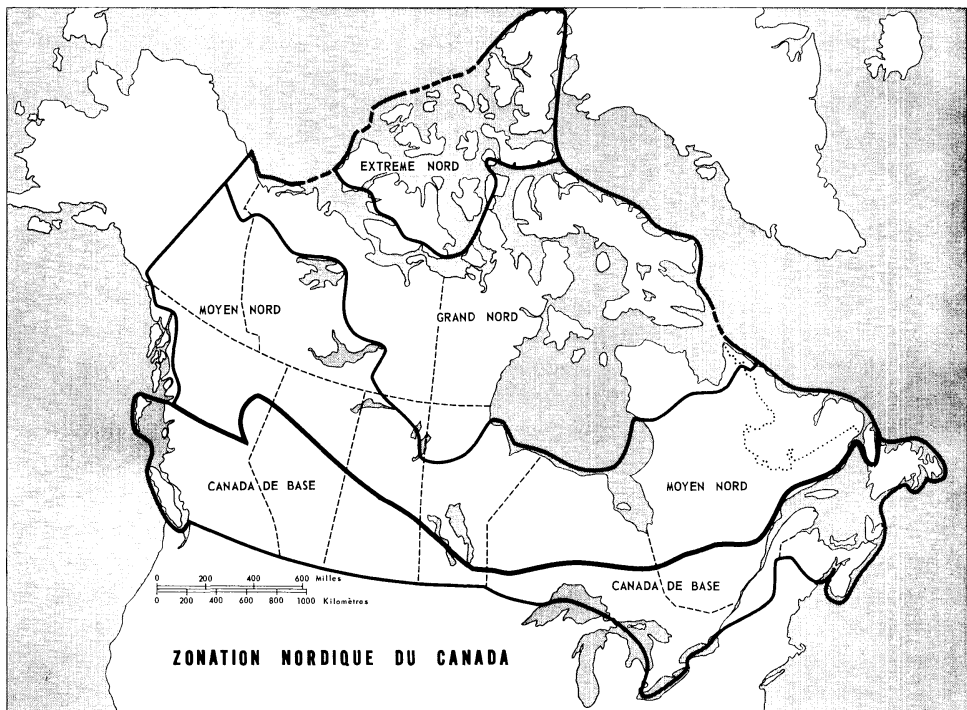 EXTREME NORD
MOYEN NORD
GRAND NORD
CANADA DE BASE
MOYEN NORD
CANADA DE BASE
0 200 400 600 Milles
0 200 400 600 800 1000 Kilomètres
ZONATION NORDIQUE DU CANADA